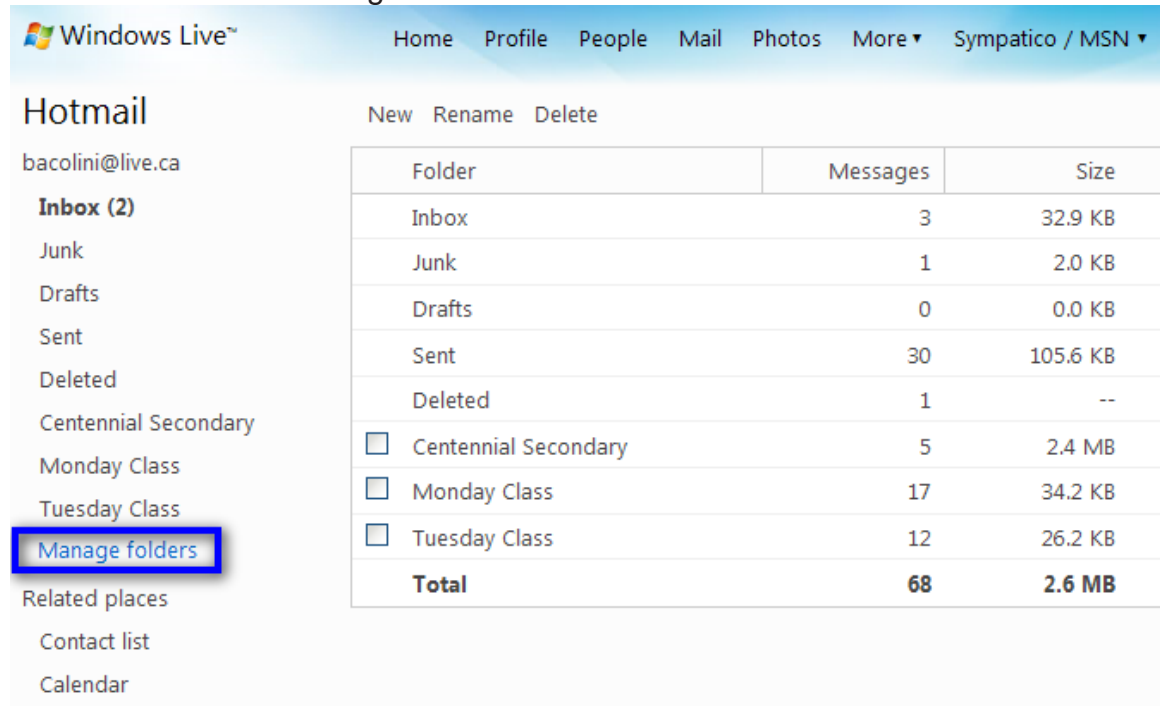 Windows Live™ Home Profile People Mail Photos More ▾ Sympatico / MSN ▾
Hotmail
bacolini@live.ca
Inbox (2)
Junk
Drafts
Sent
Deleted
Centennial Secondary
Monday Class
Tuesday Class
Manage folders
Related places
Contact list
Calendar
New Rename Delete
Folder Messages Size
Inbox 3 32.9 KB
Junk 1 2.0 KB
Drafts 0 0.0 KB
Sent 30 105.6 KB
Deleted 1 --
Centennial Secondary 5 2.4 MB
Monday Class 17 34.2 KB
Tuesday Class 12 26.2 KB
Total 68 2.6 MB